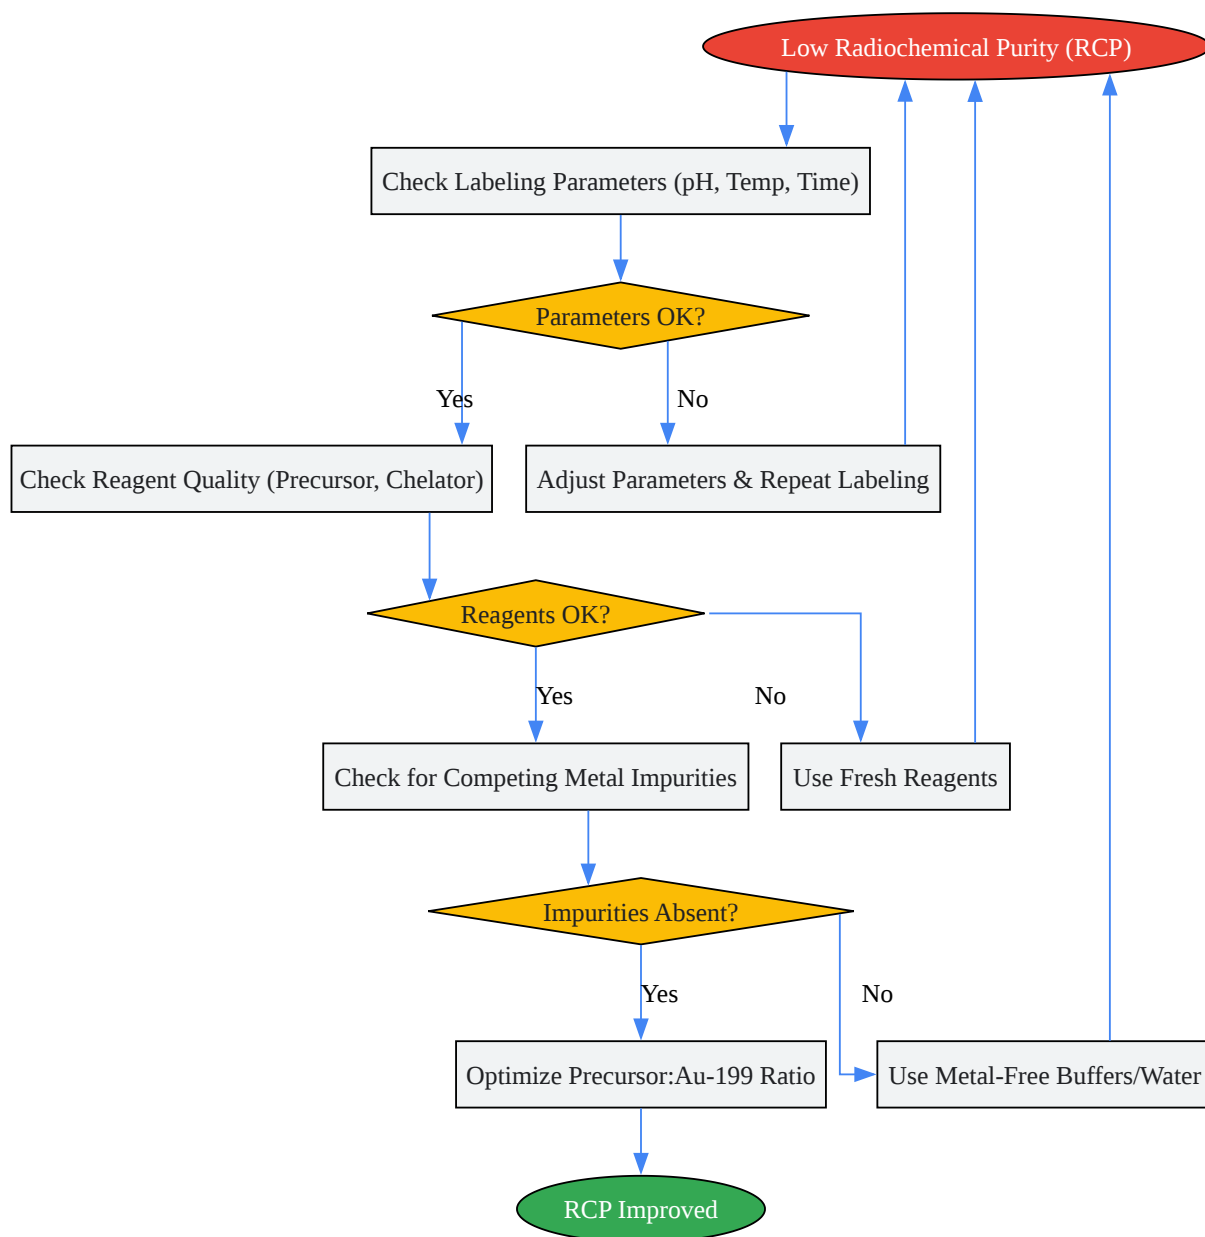 Low Radiochemical Purity (RCP)
Check Labeling Parameters (pH, Temp, Time)
Parameters OK?
Yes
No
Check Reagent Quality (Precursor, Chelator)
Adjust Parameters & Repeat Labeling
Reagents OK?
Yes
No
Check for Competing Metal Impurities
Use Fresh Reagents
Impurities Absent?
Yes
No
Optimize Precursor:Au-199 Ratio
Use Metal-Free Buffers/Water
RCP Improved